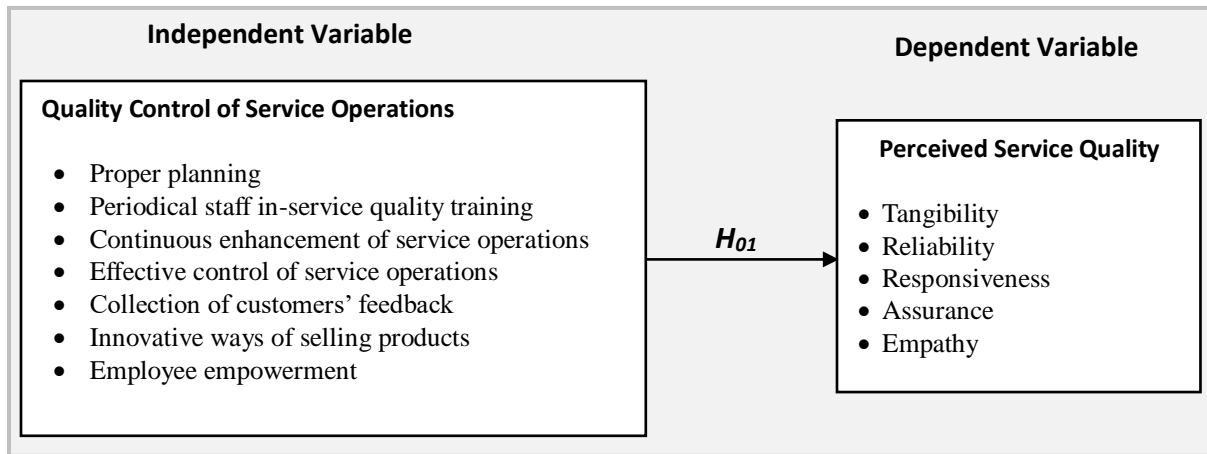 Independent Variable
Dependent Variable
Quality Control of Service Operations
• Proper planning
• Periodical staff in-service quality training
• Continuous enhancement of service operations
• Effective control of service operations
• Collection of customers’ feedback
• Innovative ways of selling products
• Employee empowerment
H01
Perceived Service Quality
• Tangibility
• Reliability
• Responsiveness
• Assurance
• Empathy